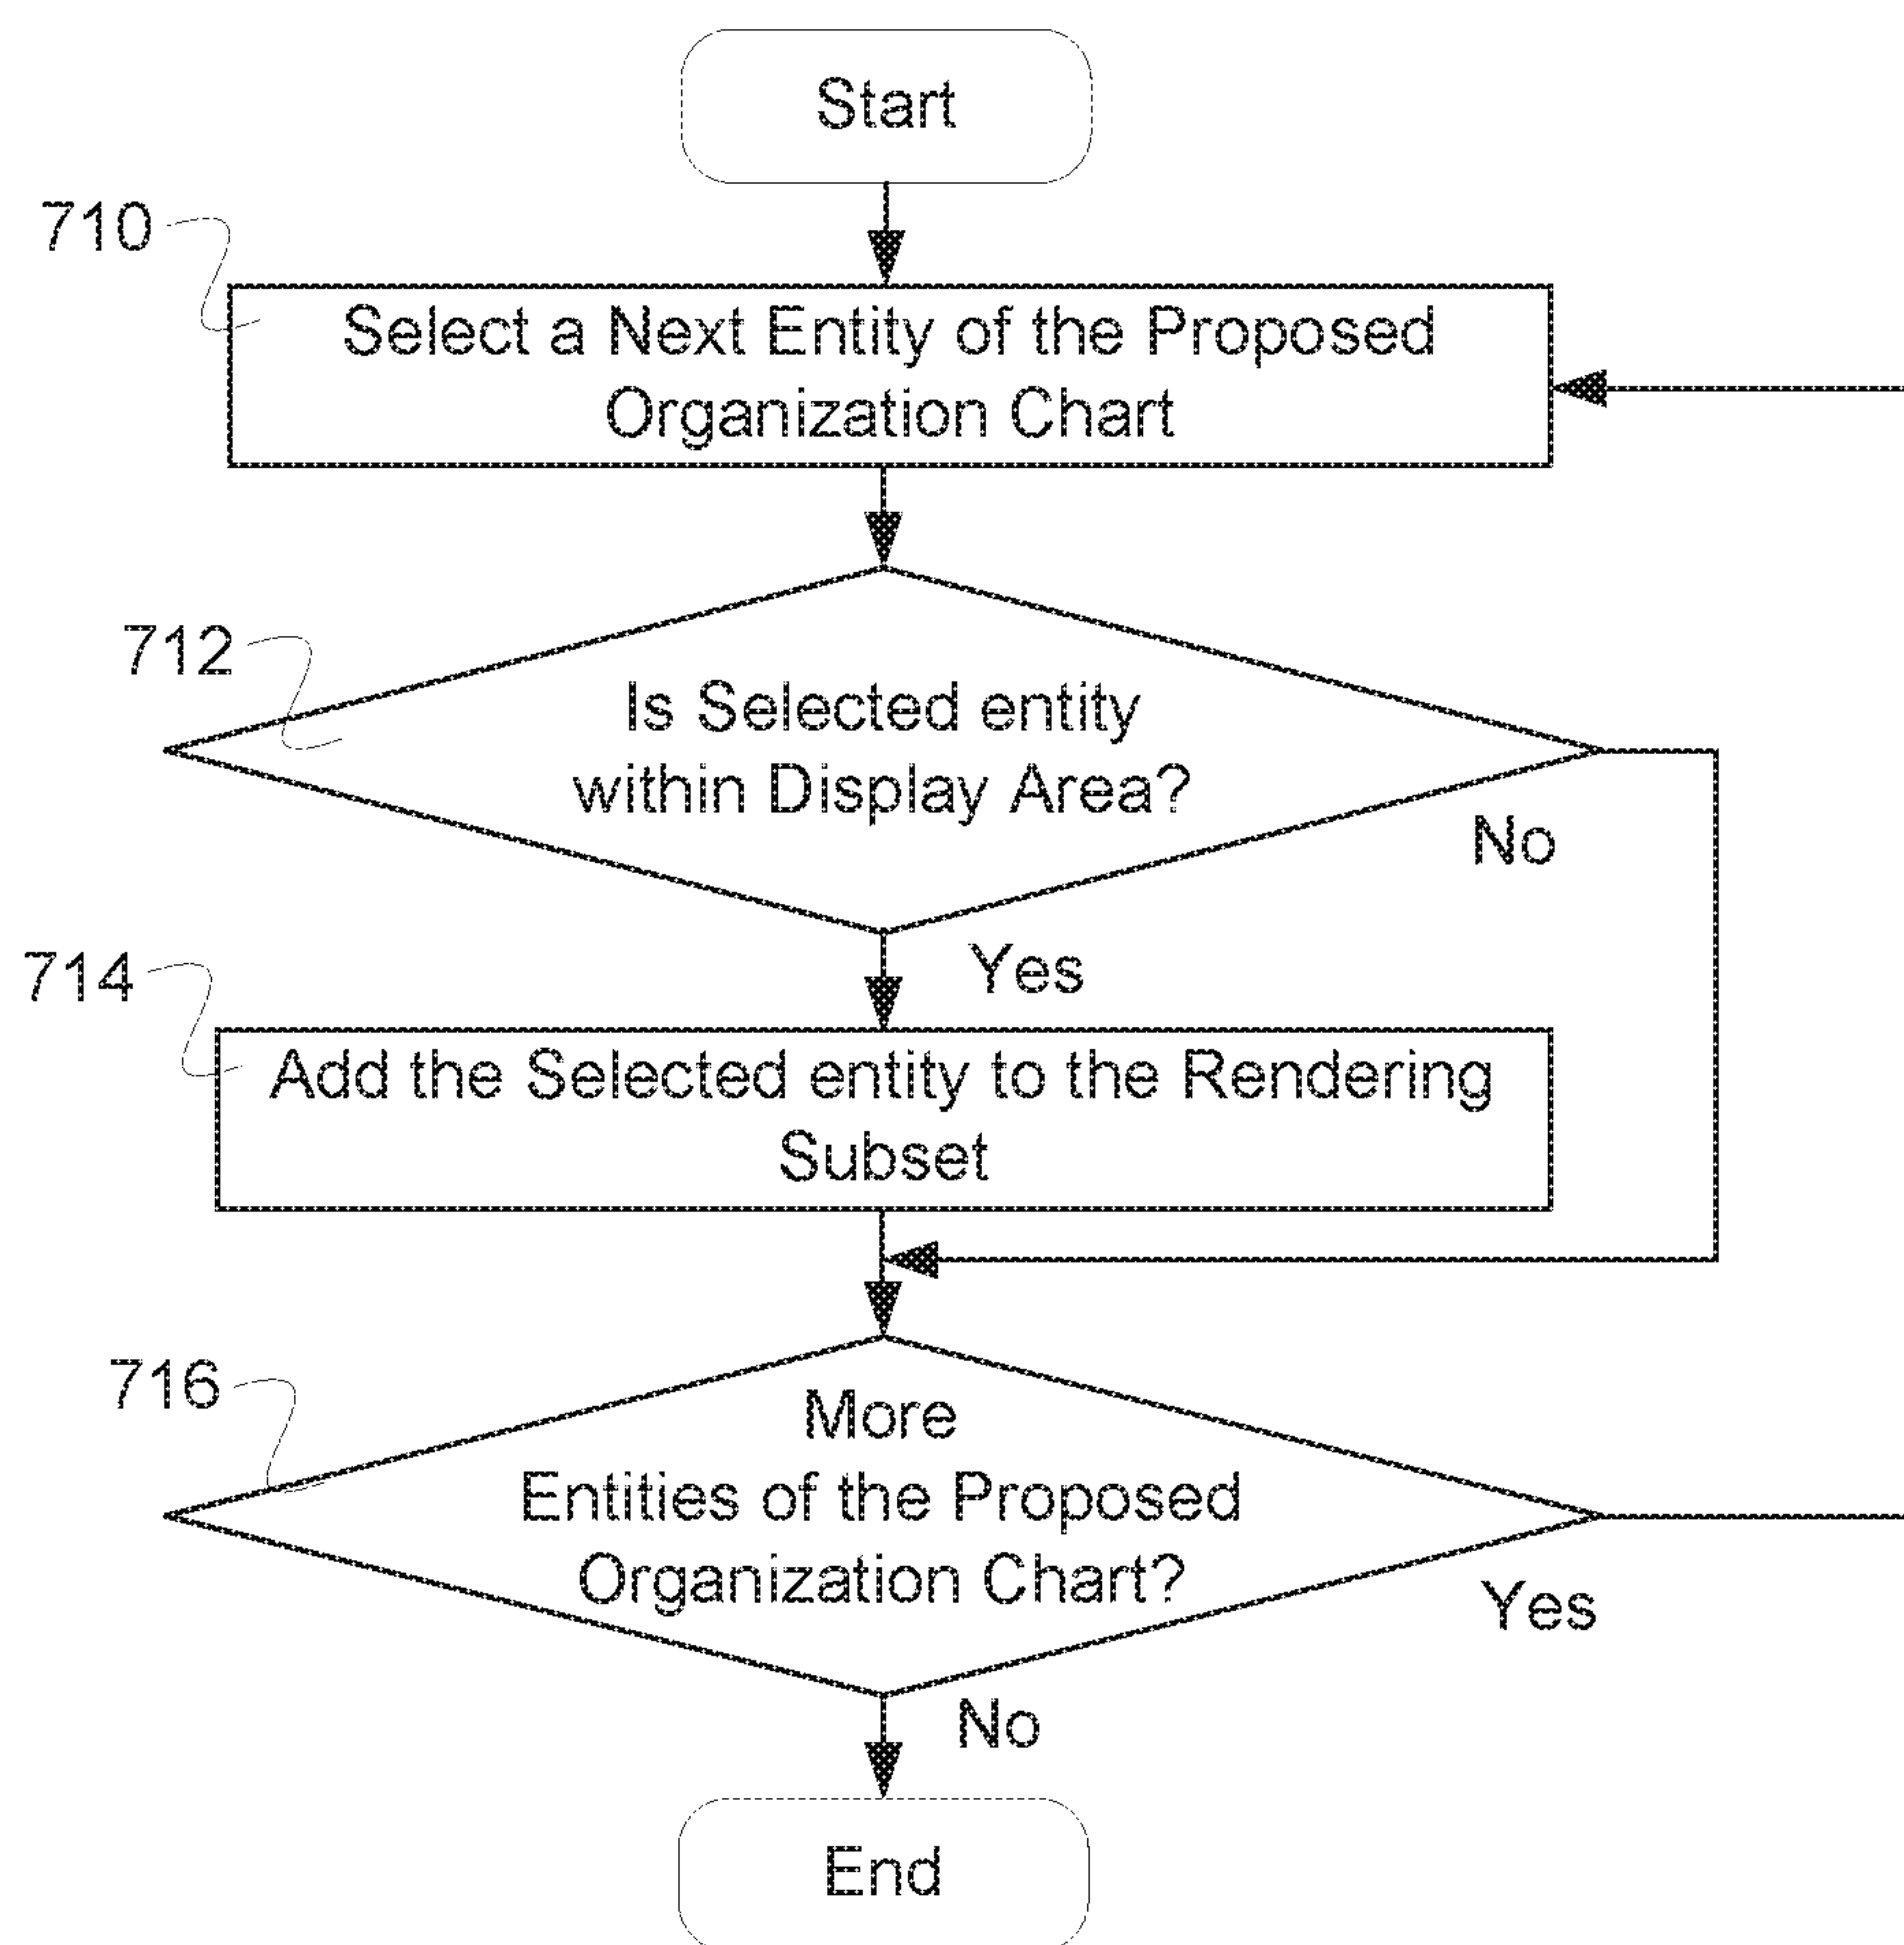 Start
710
Select a Next Entity of the Proposed
Organization Chart
712
Is Selected entity
within Display Area?
No
Yes
714
Add the Selected entity to the Rendering
Subset
716
More
Entities of the Proposed
Organization Chart?
Yes
No
End